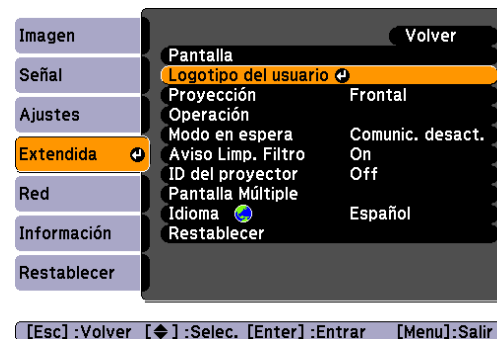 Imagen
Señal
Ajustes
Extendida
Red
Información
Restablecer
Volver
Pantalla
Logotipo del usuario
Proyección Frontal
Operación
Modo en espera Comunic. desact.
Aviso Limp. Filtro On
ID del proyector Off
Pantalla Múltiple
Idioma Español
Restablecer
[Esc] :Volver [◆] :Selec. [Enter] :Entrar [Menu]:Salir